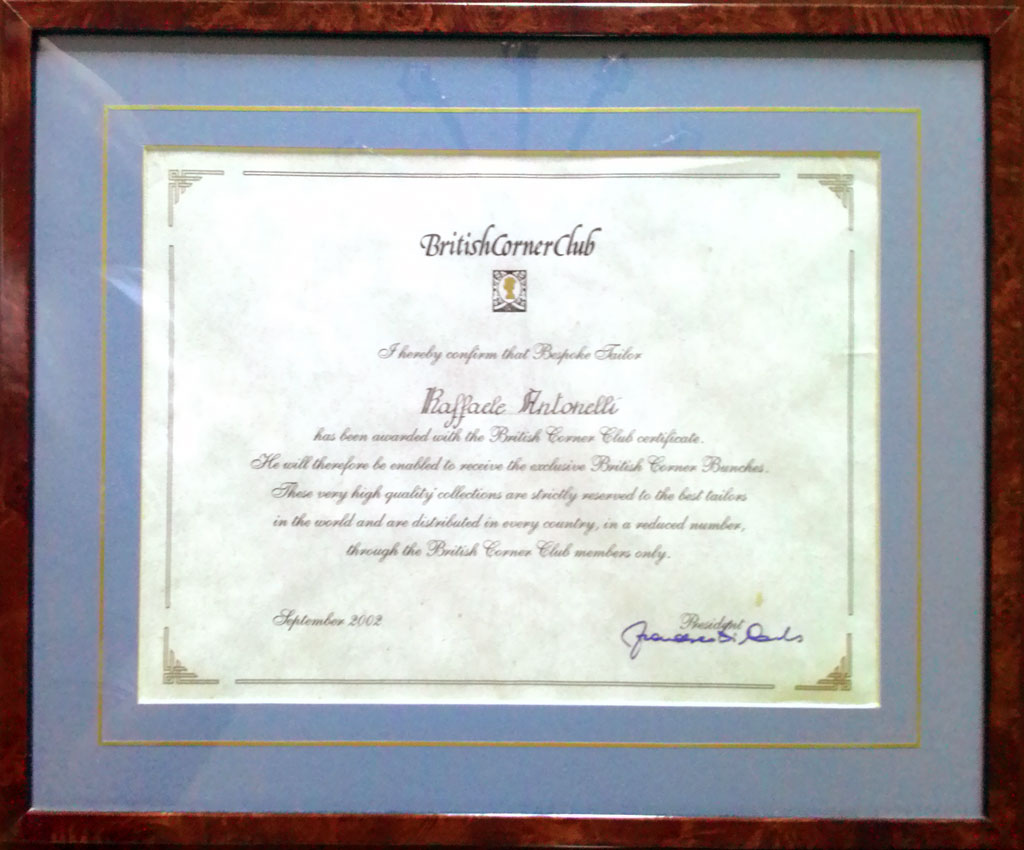 BritishCornerClub
I hereby confirm that Bespoke Tailor
Raffaele Antonelli
has been awarded with the British Corner Club certificate.
He will therefore be enabled to receive the exclusive British Corner Bunches.
These very high quality collections are strictly reserved to the best tailors
in the world and are distributed in every country, in a reduced number,
through the British Corner Club members only.
September 2002
President